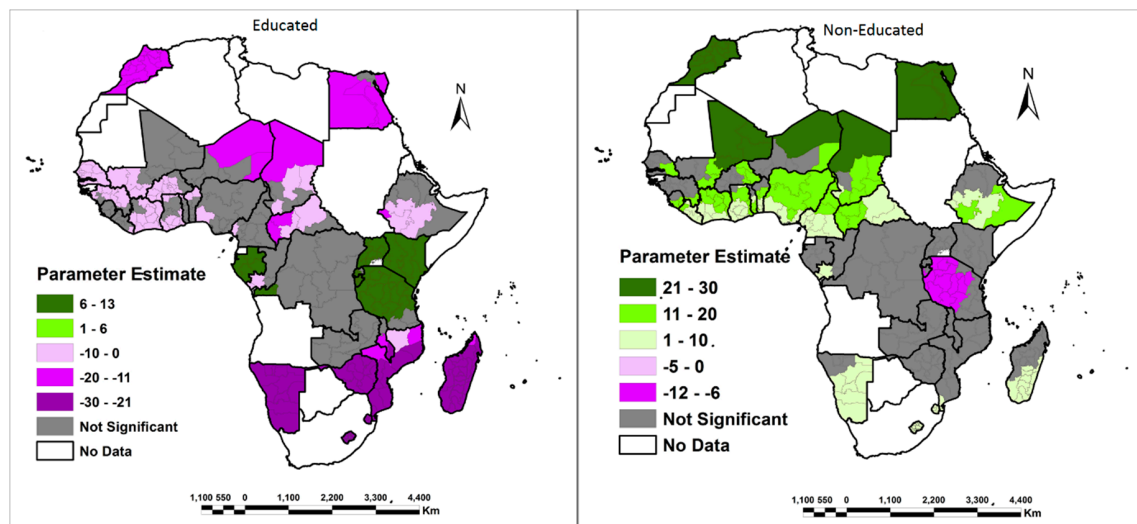 Educated
N
Parameter Estimate
6 - 13
1 - 6
-10 - 0
-20 - -11
-30 - -21
Not Significant
No Data
1,100 550 0 1,100 2,200 3,300 4,400
Km
Non-Educated
N
Parameter Estimate
21 - 30
11 - 20
1 - 10.
-5 - 0
-12 - -6
Not Significant
No Data
1,100 550 0 1,100 2,200 3,300 4,400
Km